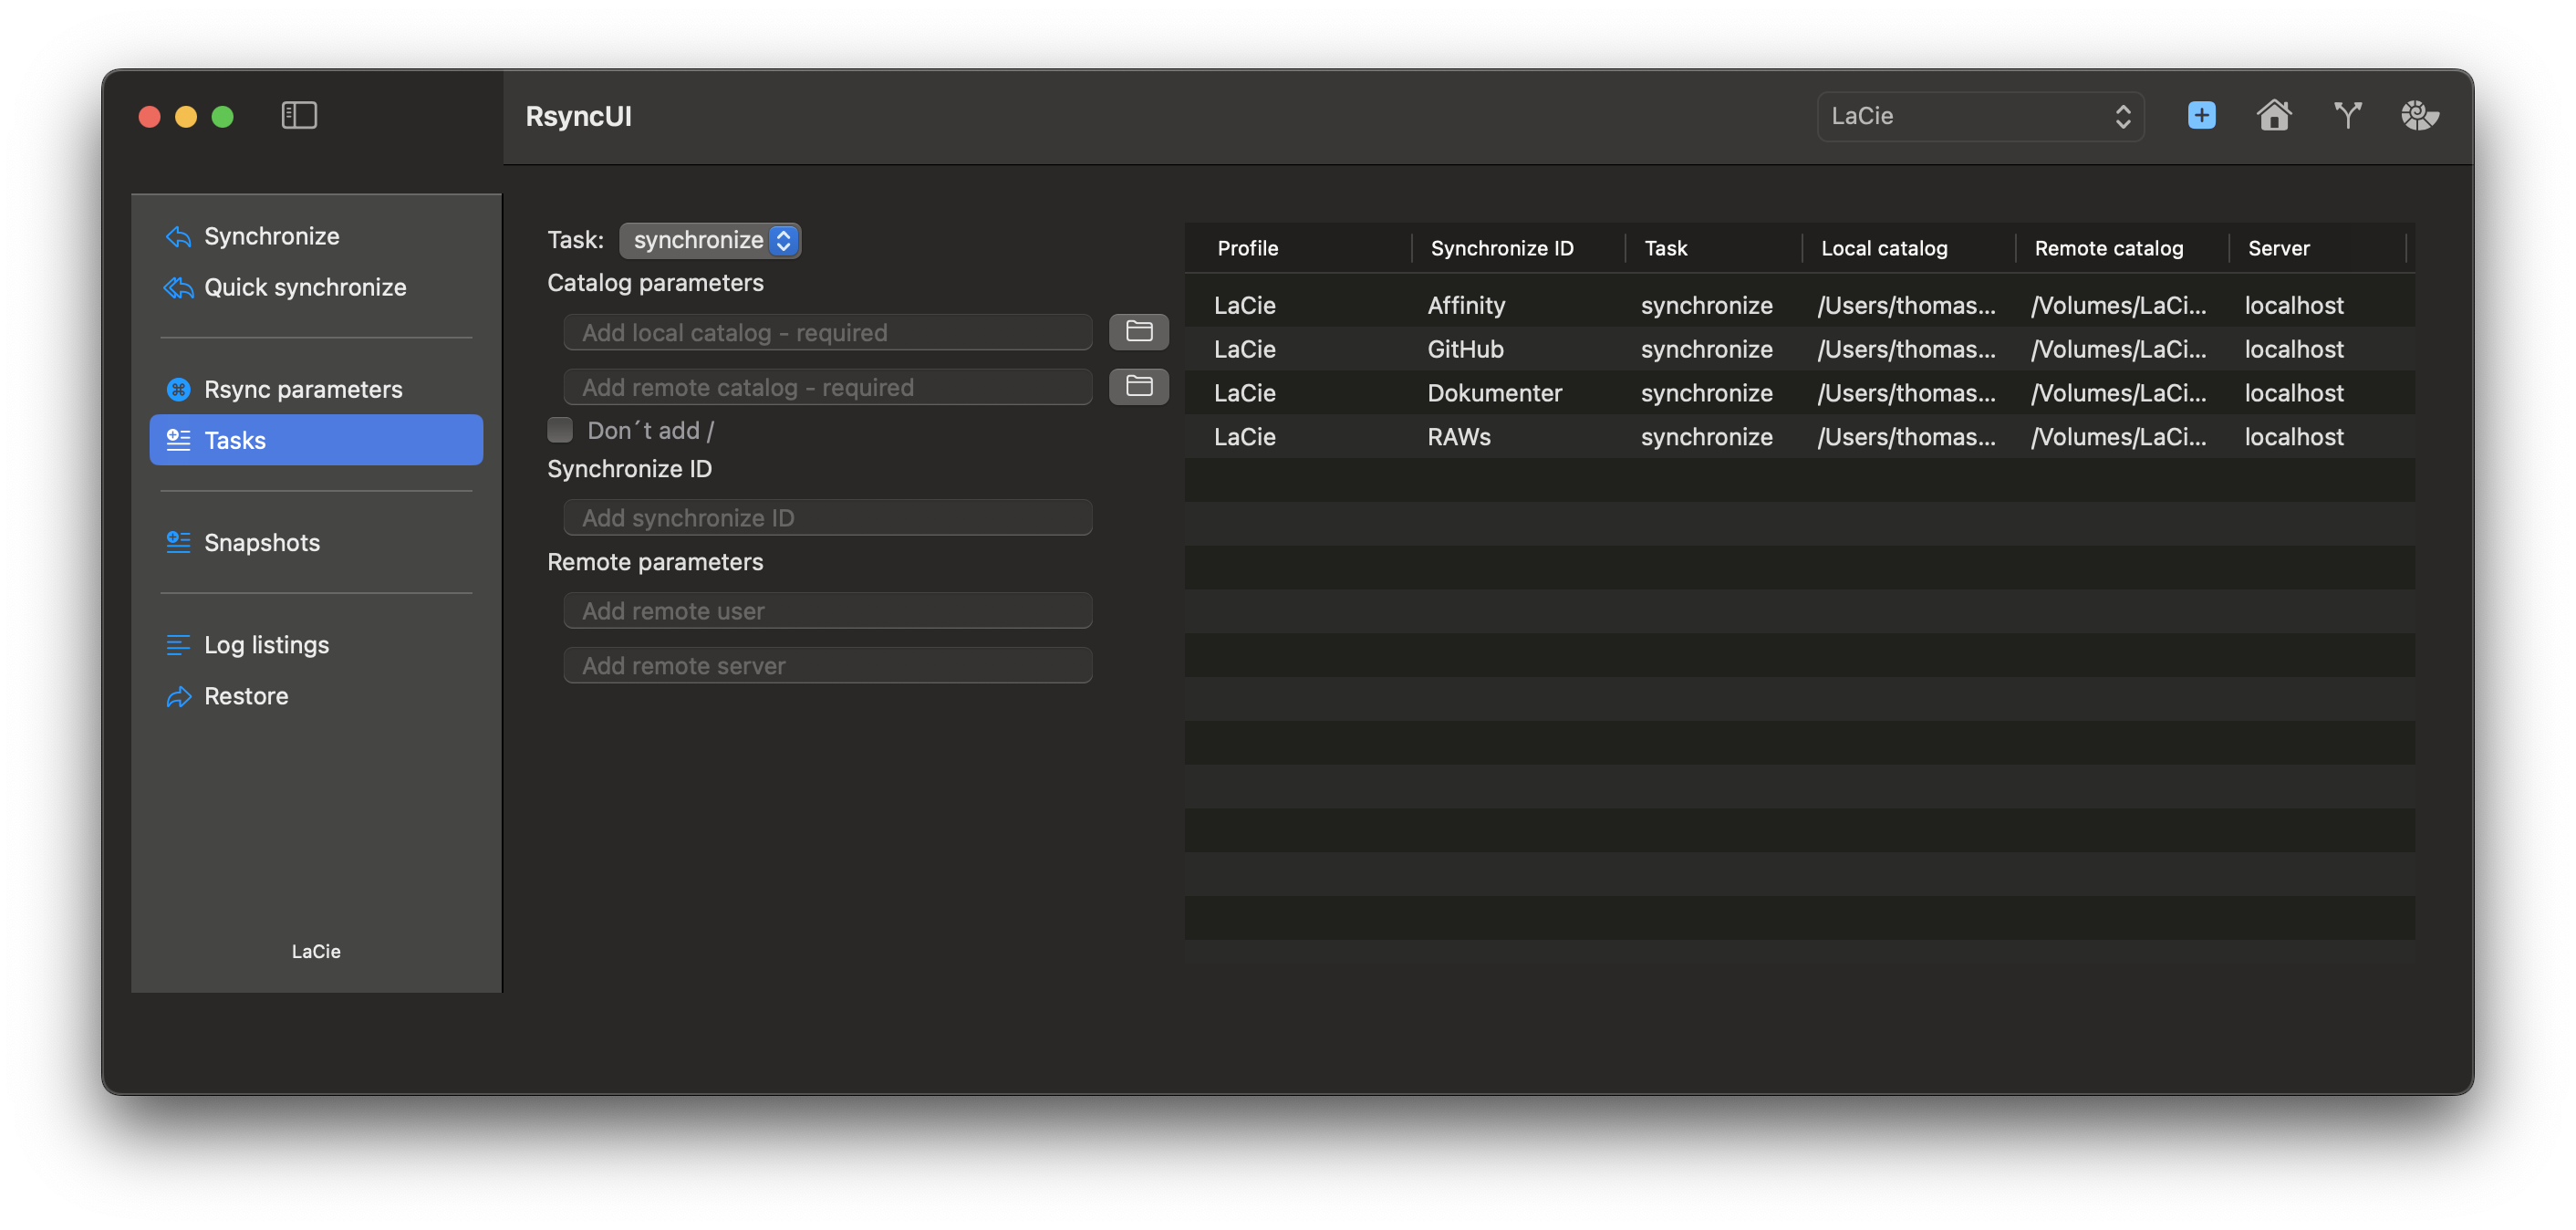 RsyncUI
LaCie
Synchronize
Quick synchronize
Rsync parameters
Tasks
Snapshots
Log listings
Restore
LaCie
Task: synchronize
Catalog parameters
Add local catalog - required
Add remote catalog - required
Don´t add /
Synchronize ID
Add synchronize ID
Remote parameters
Add remote user
Add remote server
Profile Synchronize ID Task Local catalog Remote catalog Server
LaCie Affinity synchronize /Users/thomas... /Volumes/LaCi... localhost
LaCie GitHub synchronize /Users/thomas... /Volumes/LaCi... localhost
LaCie Dokumenter synchronize /Users/thomas... /Volumes/LaCi... localhost
LaCie RAWs synchronize /Users/thomas... /Volumes/LaCi... localhost